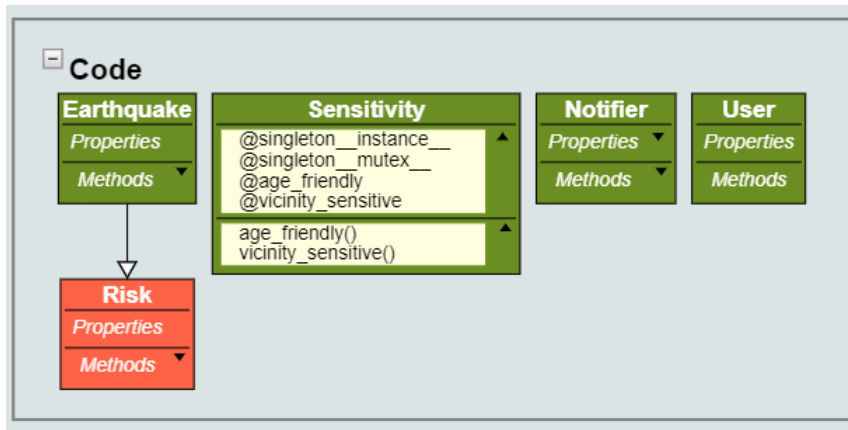 Code
Earthquake
Properties
Methods
Sensitivity
@singleton__instance__
@singleton__mutex__
@age_friendly
@vicinity_sensitive
age_friendly()
vicinity_sensitive()
Notifier
Properties
Methods
User
Properties
Methods
Risk
Properties
Methods